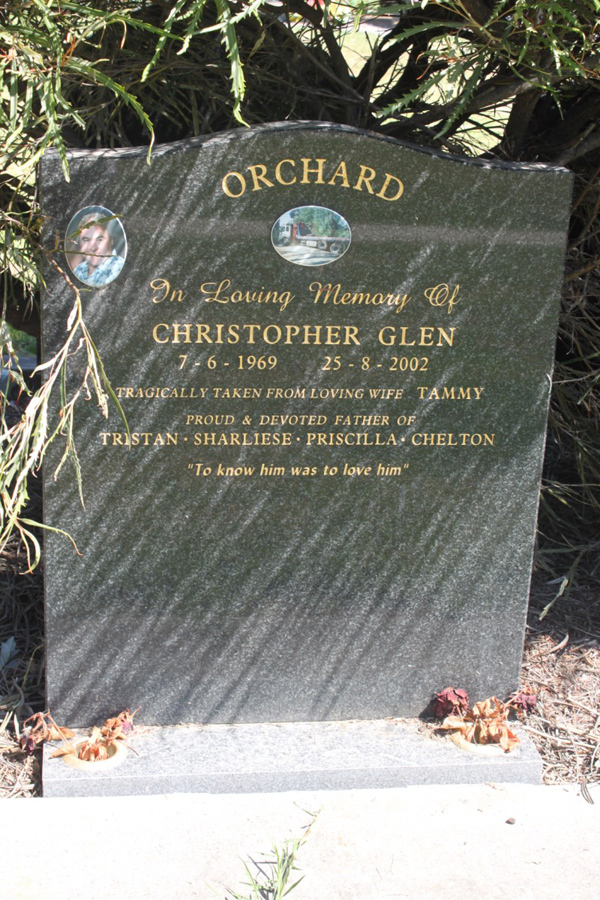 ORCHARD
In Loving Memory Of
CHRISTOPHER GLEN
7 - 6 - 1969 25 - 8 - 2002
TRAGICALLY TAKEN FROM LOVING WIFE TAMMY
PROUD & DEVOTED FATHER OF
TRISTAN · SHARLIESE · PRISCILLA · CHELTON
"To know him was to love him"